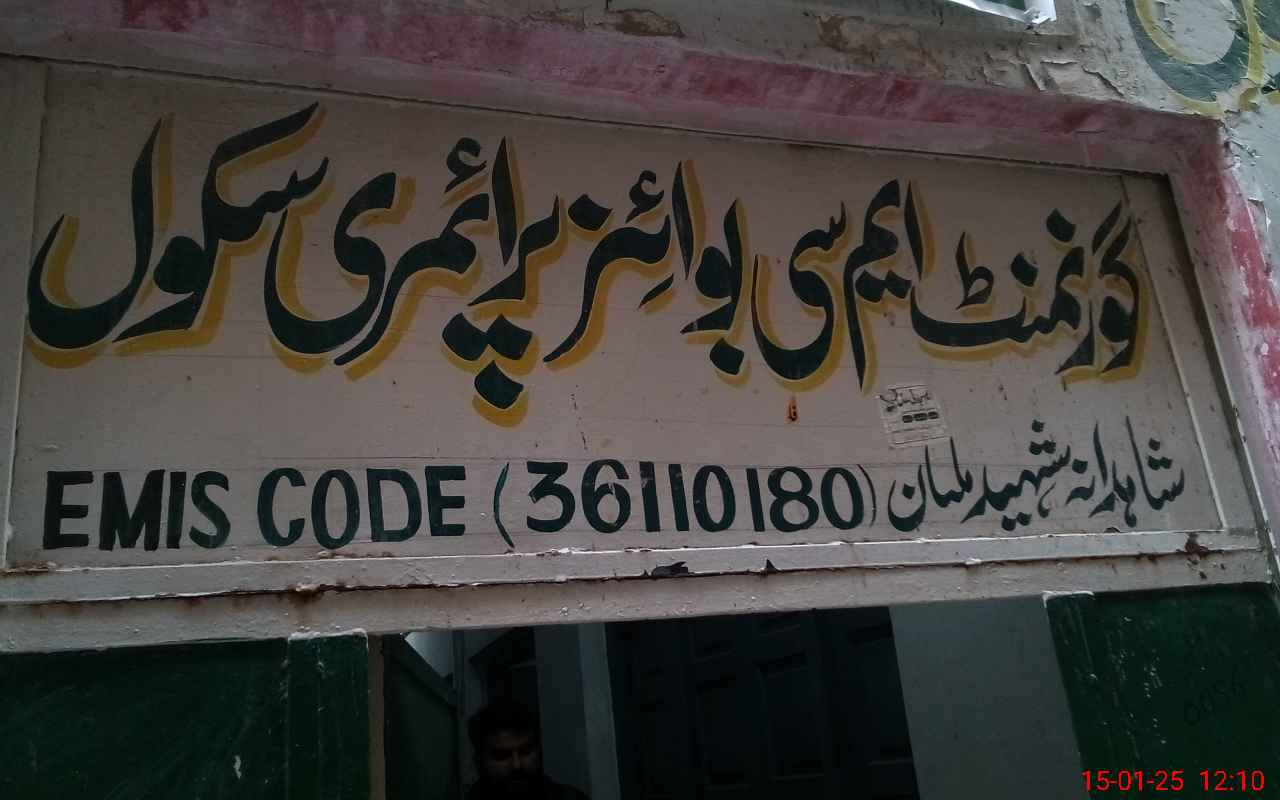 گورنمنٹ ایم سی بوائز پرائمری سکول
شاہدانہ شہید ملتان
EMIS CODE (36110180)
15-01-25 12:10